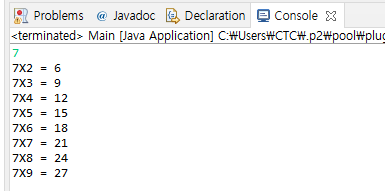 Problems Javadoc Declaration Console
<terminated> Main [Java Application] C:₩Users₩CTC₩.p2₩pool₩plug
7
7X2 = 6
7X3 = 9
7X4 = 12
7X5 = 15
7X6 = 18
7X7 = 21
7X8 = 24
7X9 = 27